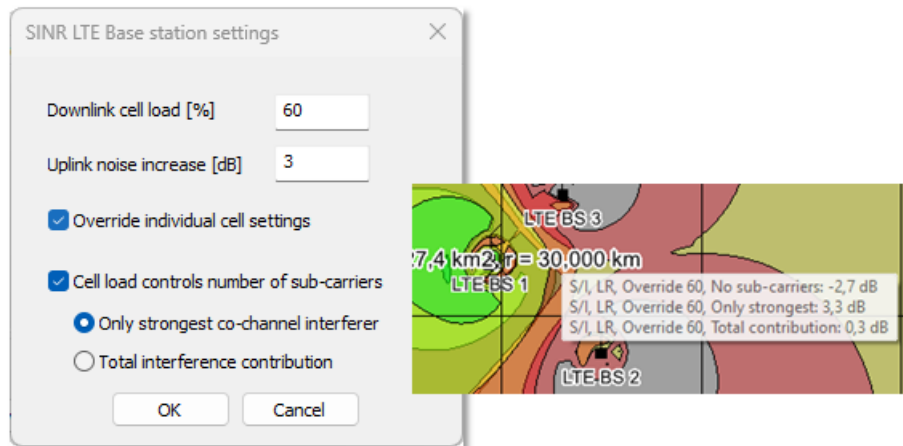 SINR LTE Base station settings
Downlink cell load [%]
60
Uplink noise increase [dB]
3
Override individual cell settings
Cell load controls number of sub-carriers
Only strongest co-channel interferer
Total interference contribution
OK
Cancel
LTE BS 3
7,4 km2, r = 30,000 km
LTE BS 1
S/I, LR, Override 60, No sub-carriers: -2,7 dB
S/I, LR, Override 60, Only strongest: 3,3 dB
S/I, LR, Override 60, Total contribution: 0,3 dB
LTE BS 2